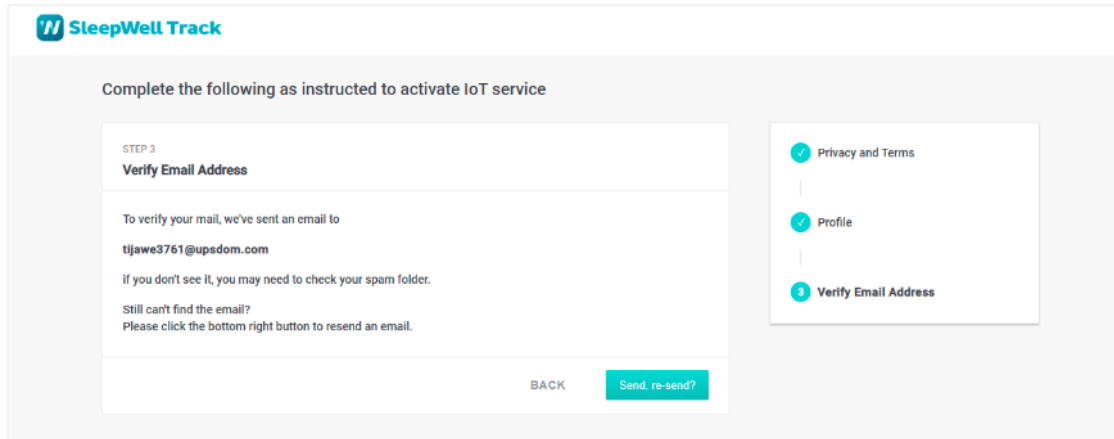 SleepWell Track
Complete the following as instructed to activate IoT service
STEP 3
Verify Email Address
To verify your mail, we've sent an email to
tijawe3761@upsdom.com
if you don't see it, you may need to check your spam folder.
Still can't find the email?
Please click the bottom right button to resend an email.
BACK
Send, re-send?
Privacy and Terms
Profile
3 Verify Email Address